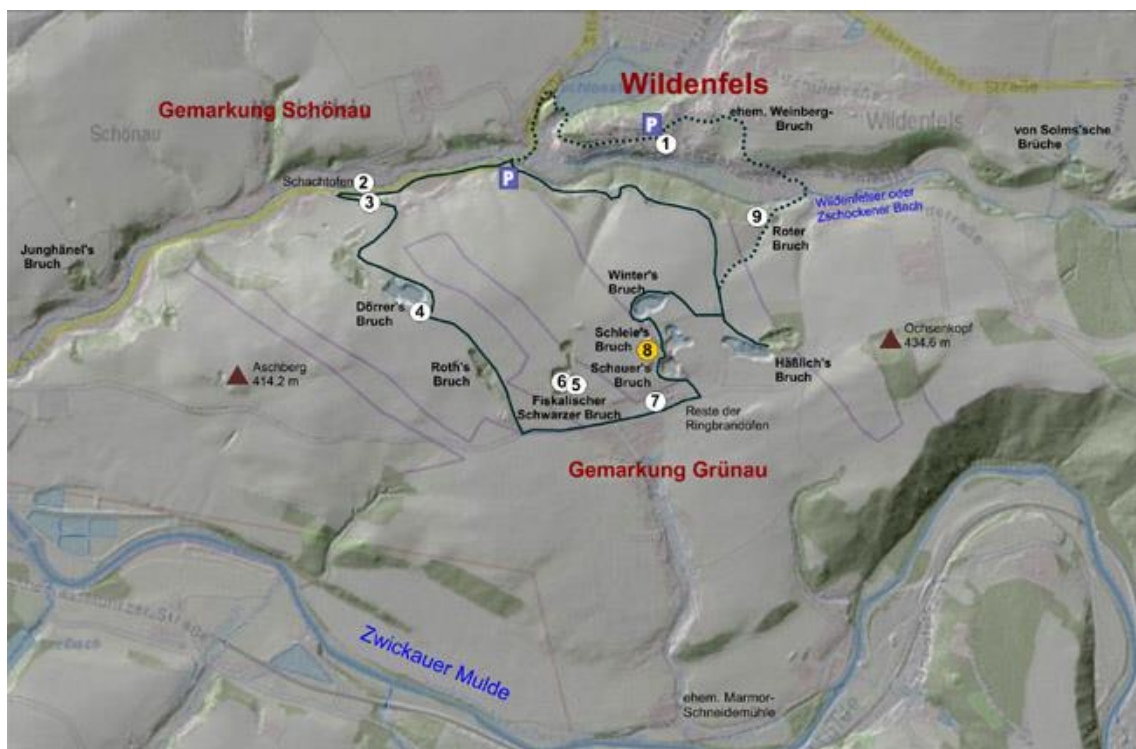 Wildenfels
Gemarkung Schönau
Schönau
P
1
ehem. Weinberg-
Bruch
Wildenfels
von Solms'sche
Brüche
Schachtofen 2
P
3
Wildenfelser oder
Zschockener Bach
9
Roter
Bruch
Junghänel's
Bruch
Winter's
Bruch
Dörrer's
Bruch
4
Schleie's
Bruch
8
Ochsenkopf
434,6 m
Aschberg
414,2 m
Roth's
Bruch
Schauer's
Bruch
Häßlich's
Bruch
6 5
Fiskalischer
Schwarzer Bruch
7
Reste der
Ringbrandöfen
Gemarkung Grünau
Zwickauer Mulde
ehem. Marmor-
Schneidemühle